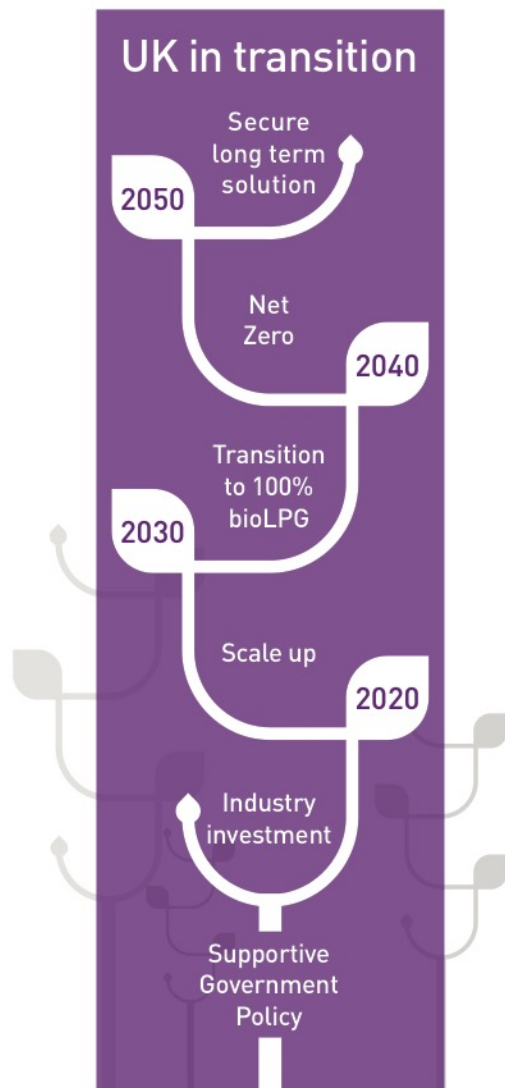 UK in transition
Secure
long term
solution
2050
Net
Zero
2040
Transition
to 100%
bioLPG
2030
Scale up
2020
Industry
investment
Supportive
Government
Policy